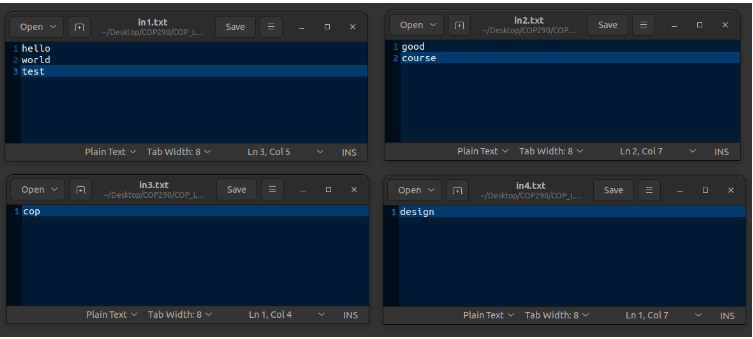 Open in1.txt Save
~/Desktop/COP290/COP_L...
1 hello
2 world
3 test
Plain Text Tab Width: 8 Ln 3, Col 5 INS
Open in2.txt Save
~/Desktop/COP290/COP...
1 good
2 course
Plain Text Tab Width: 8 Ln 2, Col 7 INS
Open in3.txt Save
~/Desktop/COP290/COP_L...
1 cop
Plain Text Tab Width: 8 Ln 1, Col 4 INS
Open in4.txt Save
~/Desktop/COP290/COP_L...
1 design
Plain Text Tab Width: 8 Ln 1, Col 7 INS